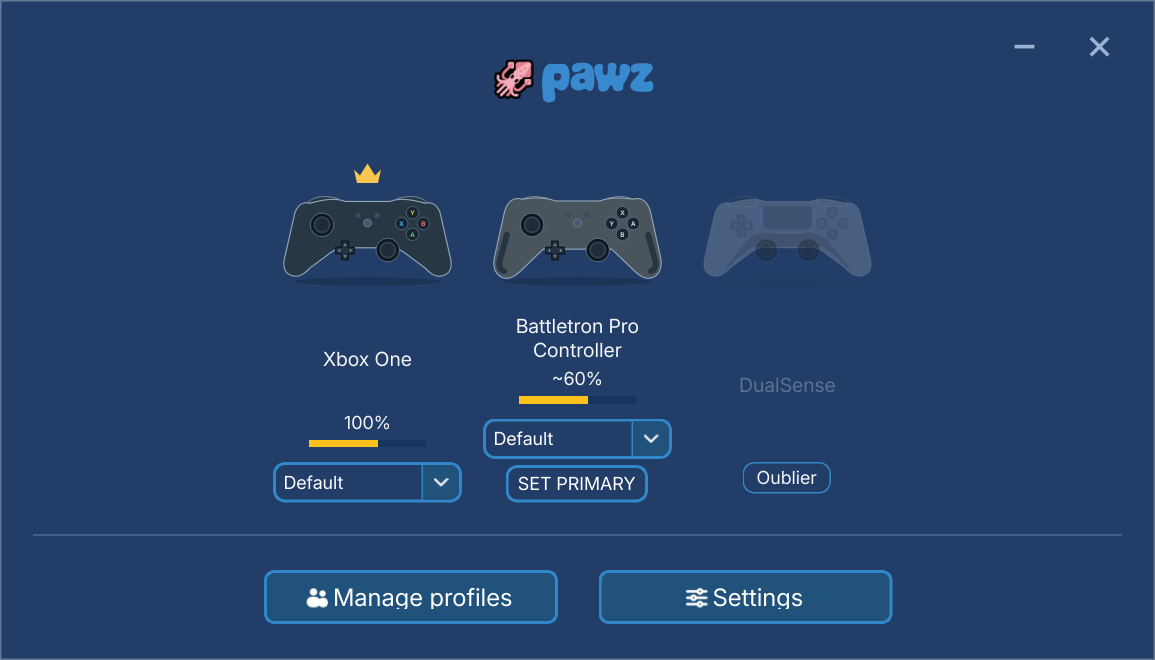 pawz
Y
X B
A
X
Y A
B
Xbox One
100%
Default
Battletron Pro
Controller
~60%
Default
SET PRIMARY
DualSense
Oublier
Manage profiles
Settings